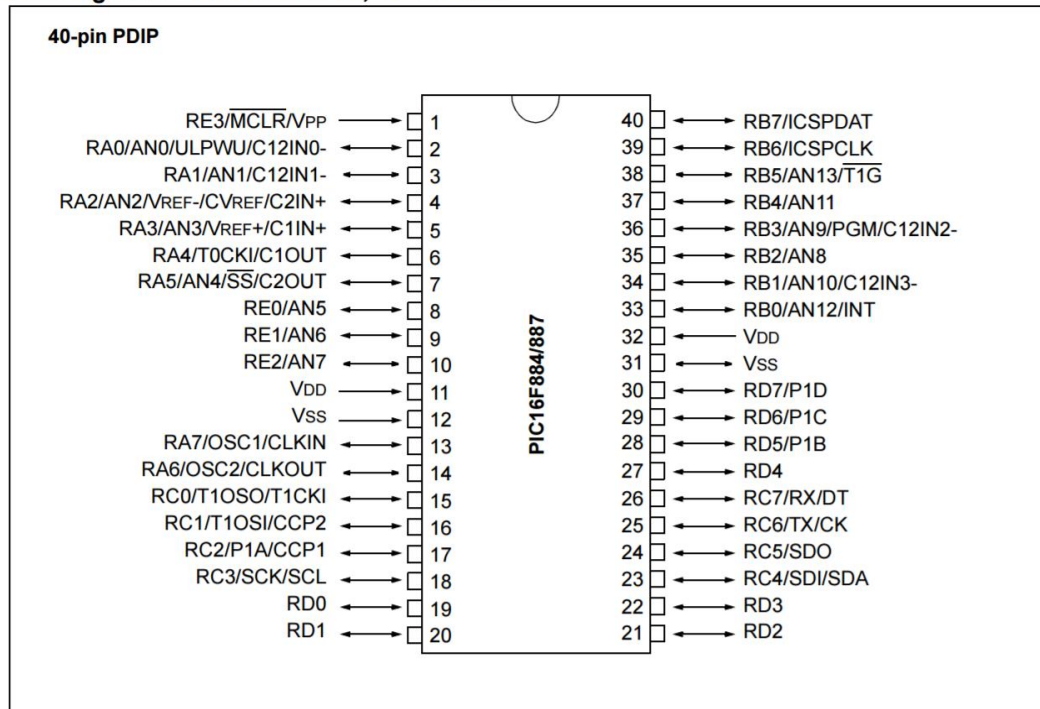 40-pin PDIP
RE3/MCLR/VPP 1
RA0/AN0/ULPWU/C12IN0- 2
RA1/AN1/C12IN1- 3
RA2/AN2/VREF-/CVREF/C2IN+ 4
RA3/AN3/VREF+/C1IN+ 5
RA4/T0CKI/C1OUT 6
RA5/AN4/SS/C2OUT 7
RE0/AN5 8
RE1/AN6 9
RE2/AN7 10
VDD 11
VSS 12
RA7/OSC1/CLKIN 13
RA6/OSC2/CLKOUT 14
RC0/T1OSO/T1CKI 15
RC1/T1OSI/CCP2 16
RC2/P1A/CCP1 17
RC3/SCK/SCL 18
RD0 19
RD1 20
PIC16F884/887
40 RB7/ICSPDAT
39 RB6/ICSPCLK
38 RB5/AN13/T1G
37 RB4/AN11
36 RB3/AN9/PGM/C12IN2-
35 RB2/AN8
34 RB1/AN10/C12IN3-
33 RB0/AN12/INT
32 VDD
31 VSS
30 RD7/P1D
29 RD6/P1C
28 RD5/P1B
27 RD4
26 RC7/RX/DT
25 RC6/TX/CK
24 RC5/SDO
23 RC4/SDI/SDA
22 RD3
21 RD2